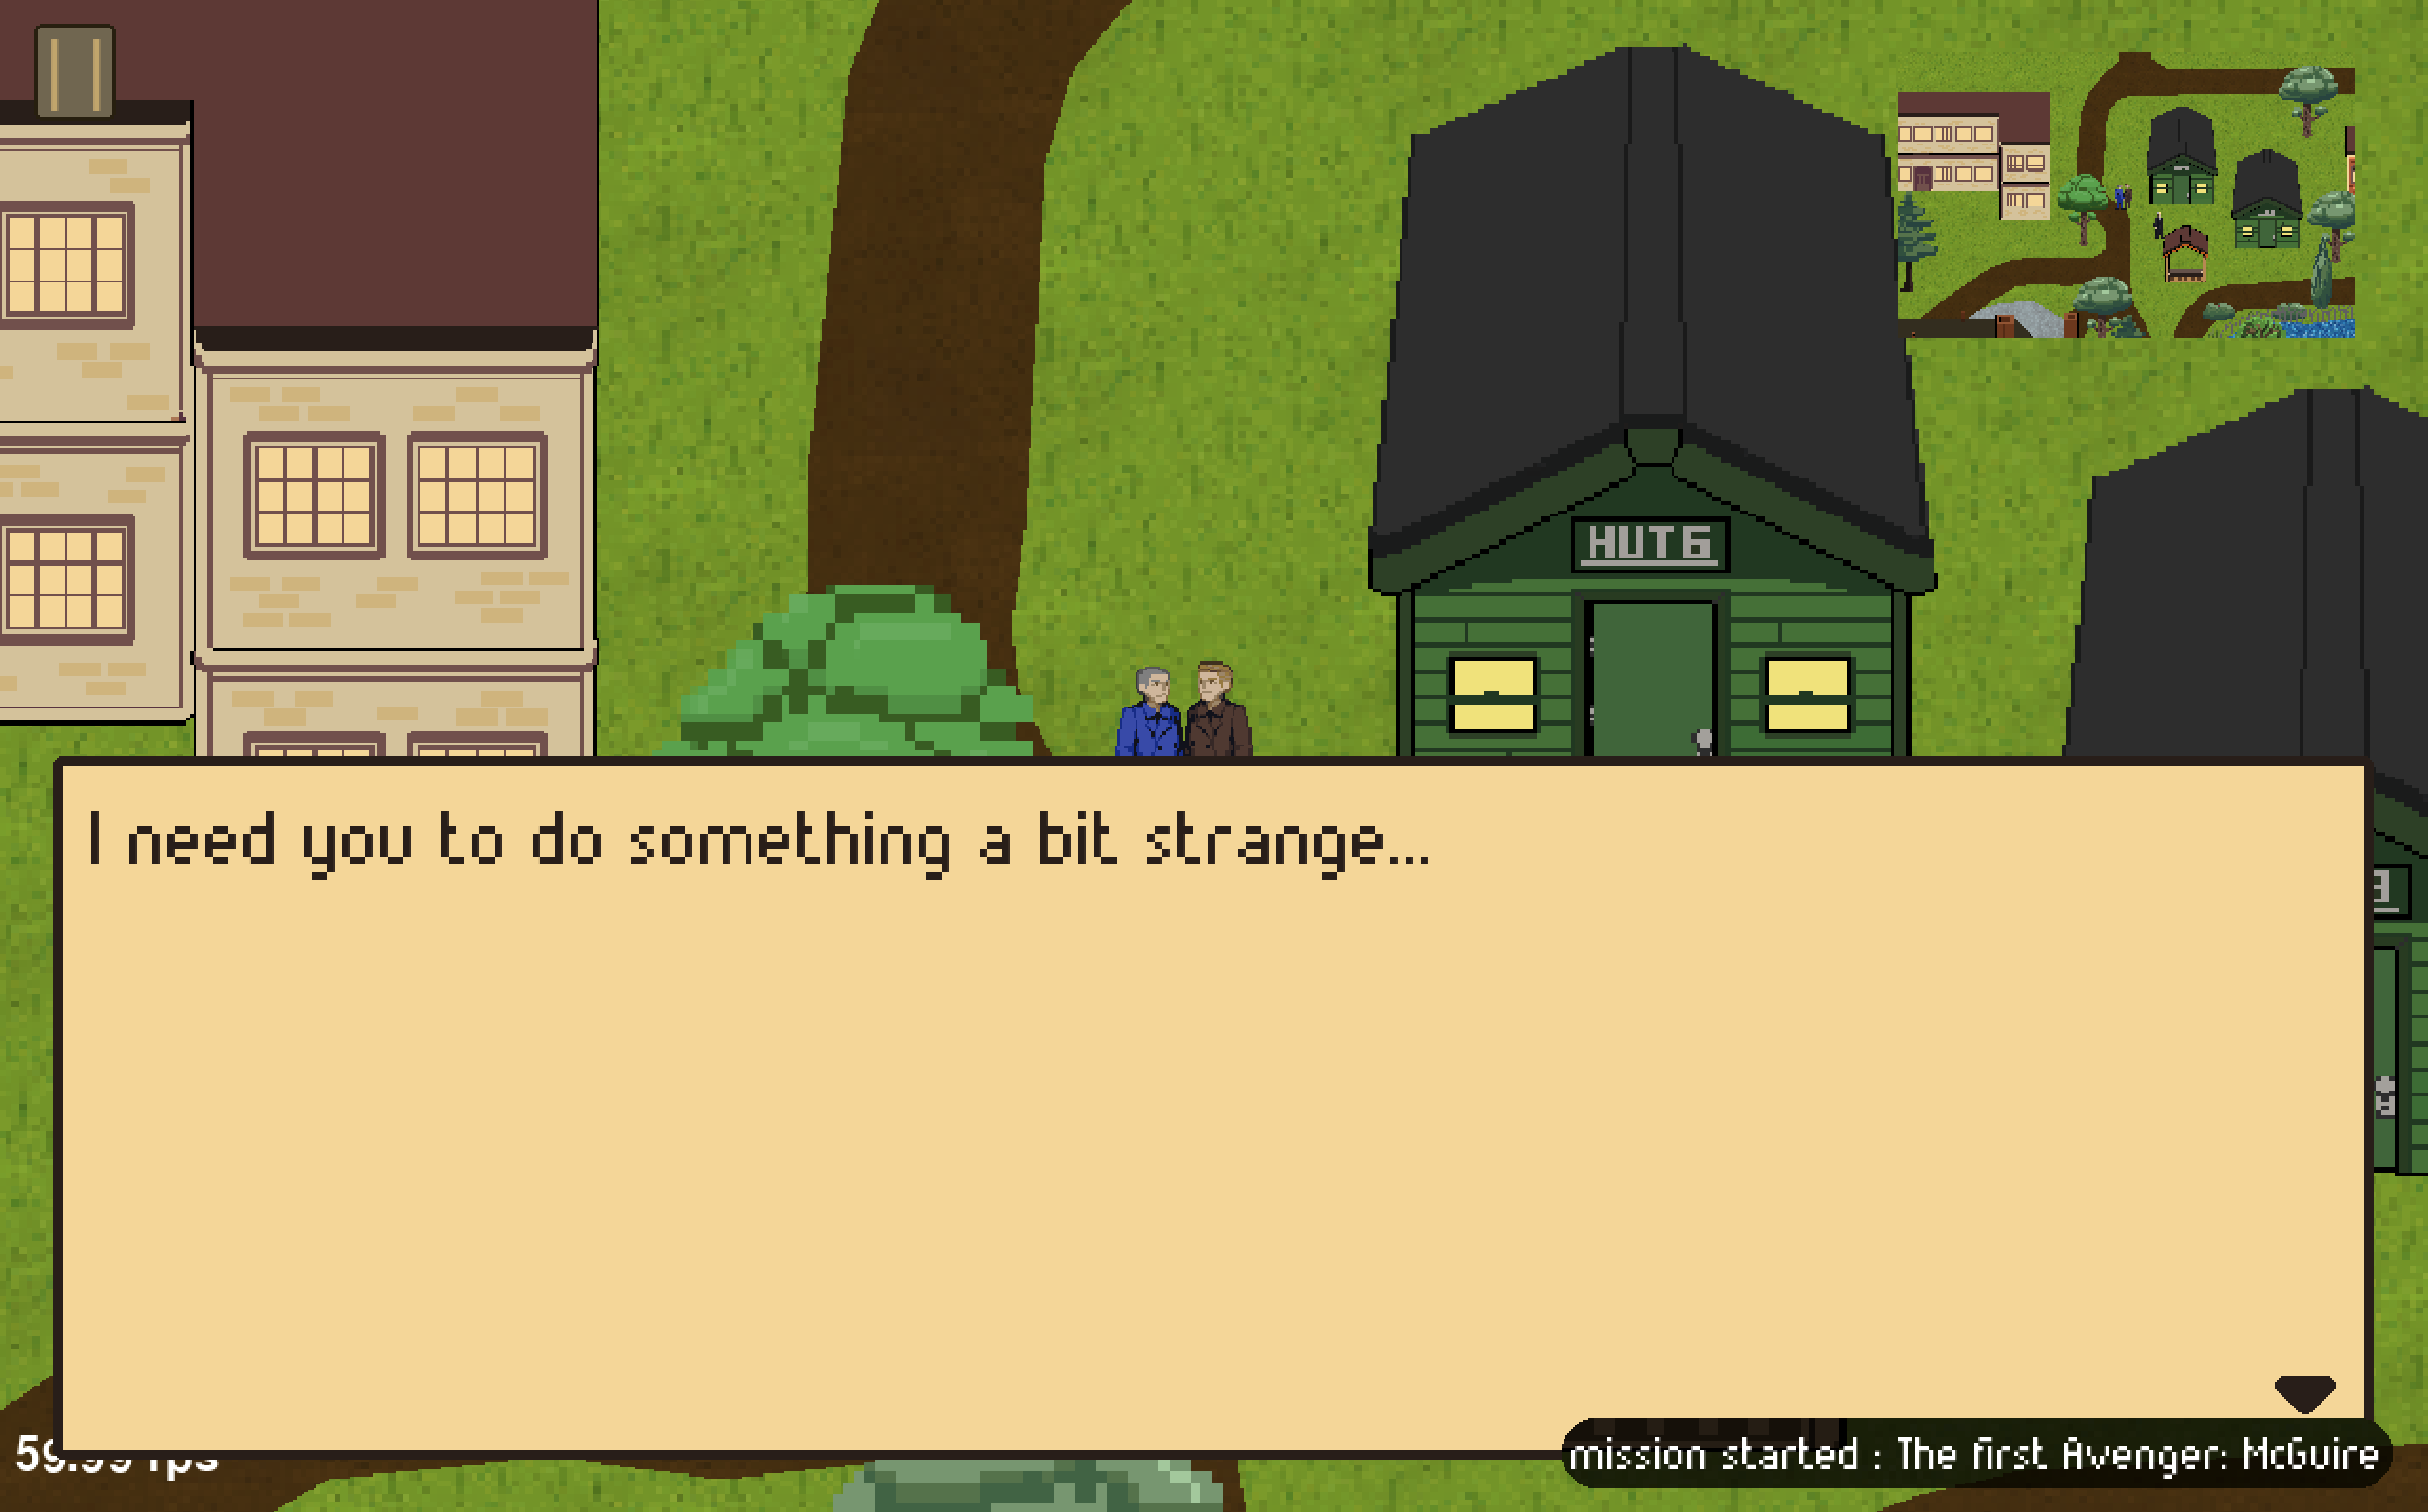 HUT 6
I need you to do something a bit strange...
mission started : The first Avenger: McGuire